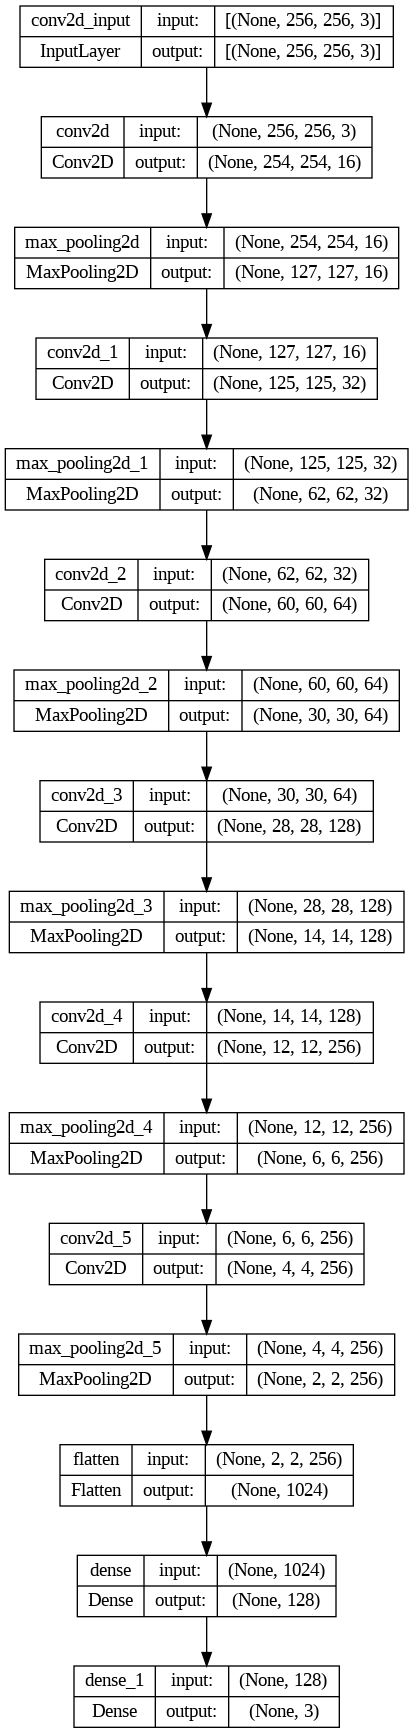 conv2d_input input: [(None, 256, 256, 3)]
InputLayer output: [(None, 256, 256, 3)]
conv2d input: (None, 256, 256, 3)
Conv2D output: (None, 254, 254, 16)
max_pooling2d input: (None, 254, 254, 16)
MaxPooling2D output: (None, 127, 127, 16)
conv2d_1 input: (None, 127, 127, 16)
Conv2D output: (None, 125, 125, 32)
max_pooling2d_1 input: (None, 125, 125, 32)
MaxPooling2D output: (None, 62, 62, 32)
conv2d_2 input: (None, 62, 62, 32)
Conv2D output: (None, 60, 60, 64)
max_pooling2d_2 input: (None, 60, 60, 64)
MaxPooling2D output: (None, 30, 30, 64)
conv2d_3 input: (None, 30, 30, 64)
Conv2D output: (None, 28, 28, 128)
max_pooling2d_3 input: (None, 28, 28, 128)
MaxPooling2D output: (None, 14, 14, 128)
conv2d_4 input: (None, 14, 14, 128)
Conv2D output: (None, 12, 12, 256)
max_pooling2d_4 input: (None, 12, 12, 256)
MaxPooling2D output: (None, 6, 6, 256)
conv2d_5 input: (None, 6, 6, 256)
Conv2D output: (None, 4, 4, 256)
max_pooling2d_5 input: (None, 4, 4, 256)
MaxPooling2D output: (None, 2, 2, 256)
flatten input: (None, 2, 2, 256)
Flatten output: (None, 1024)
dense input: (None, 1024)
Dense output: (None, 128)
dense_1 input: (None, 128)
Dense output: (None, 3)